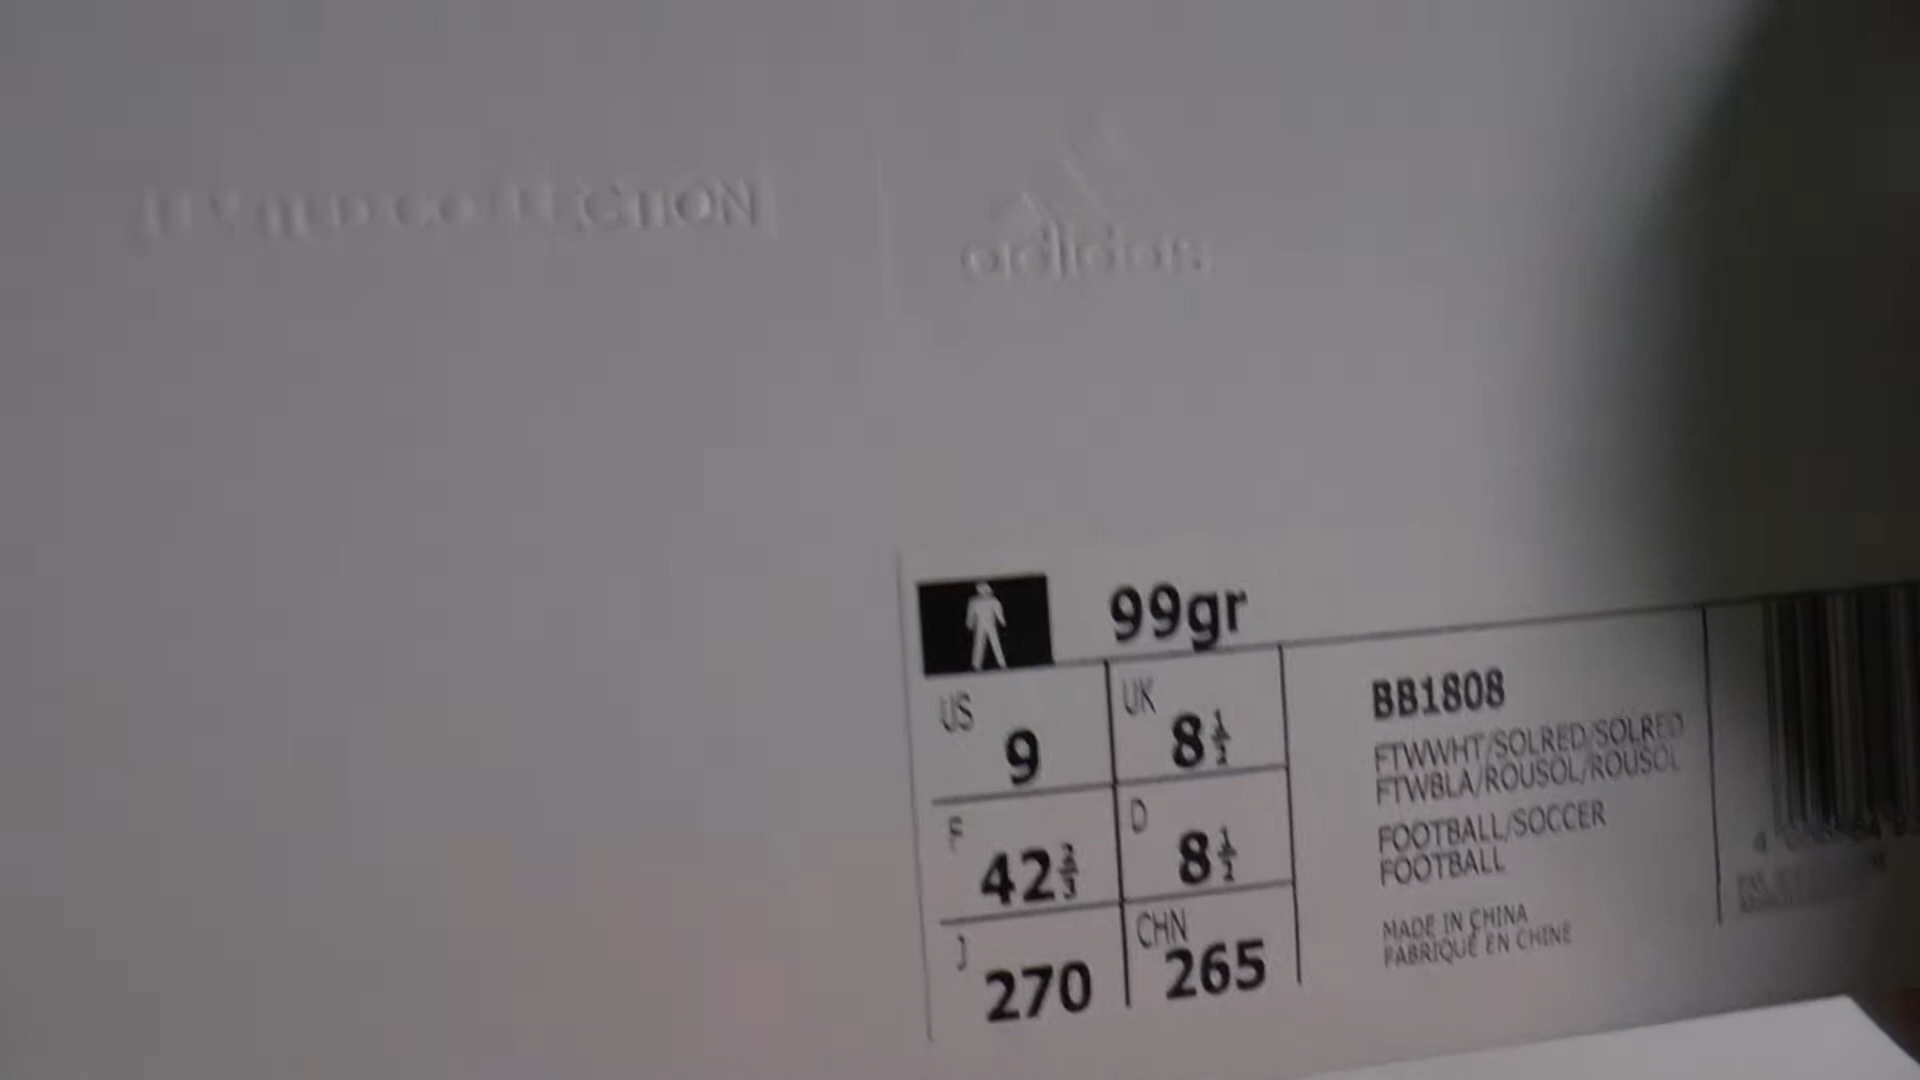 LIMITED COLLECTION
adidas
99gr
US 9
UK 8½
F 42⅔
D 8½
J 270
CHN 265
BB1808
FTWWHT/SOLRED/SOLRED
FTWBLA/ROUSOL/ROUSOL
FOOTBALL/SOCCER
FOOTBALL
MADE IN CHINA
FABRIQUÉ EN CHINE